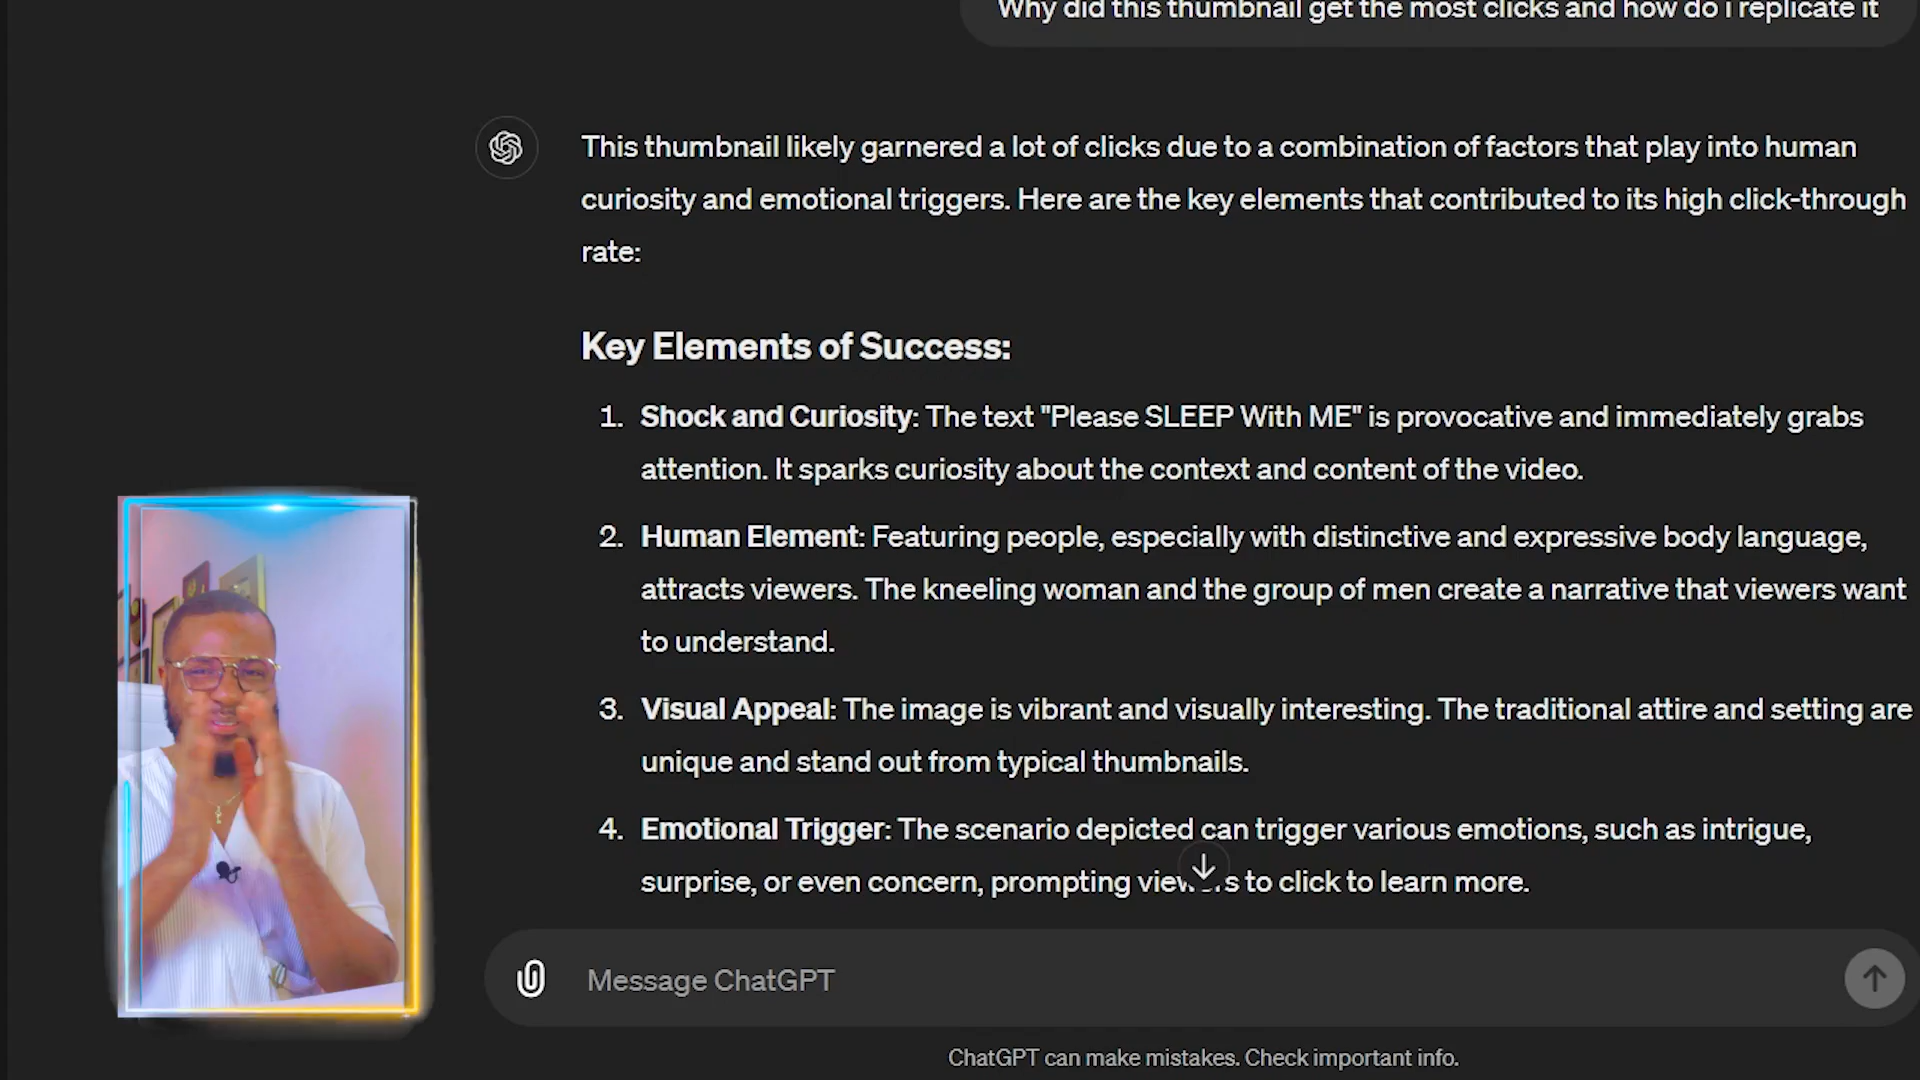 Why did this thumbnail get the most clicks and how do i replicate it
This thumbnail likely garnered a lot of clicks due to a combination of factors that play into human
curiosity and emotional triggers. Here are the key elements that contributed to its high click-through
rate:
Key Elements of Success:
1. Shock and Curiosity: The text "Please SLEEP With ME" is provocative and immediately grabs
attention. It sparks curiosity about the context and content of the video.
2. Human Element: Featuring people, especially with distinctive and expressive body language,
attracts viewers. The kneeling woman and the group of men create a narrative that viewers want
to understand.
3. Visual Appeal: The image is vibrant and visually interesting. The traditional attire and setting are
unique and stand out from typical thumbnails.
4. Emotional Trigger: The scenario depicted can trigger various emotions, such as intrigue,
surprise, or even concern, prompting viewers to click to learn more.
Message ChatGPT
ChatGPT can make mistakes. Check important info.